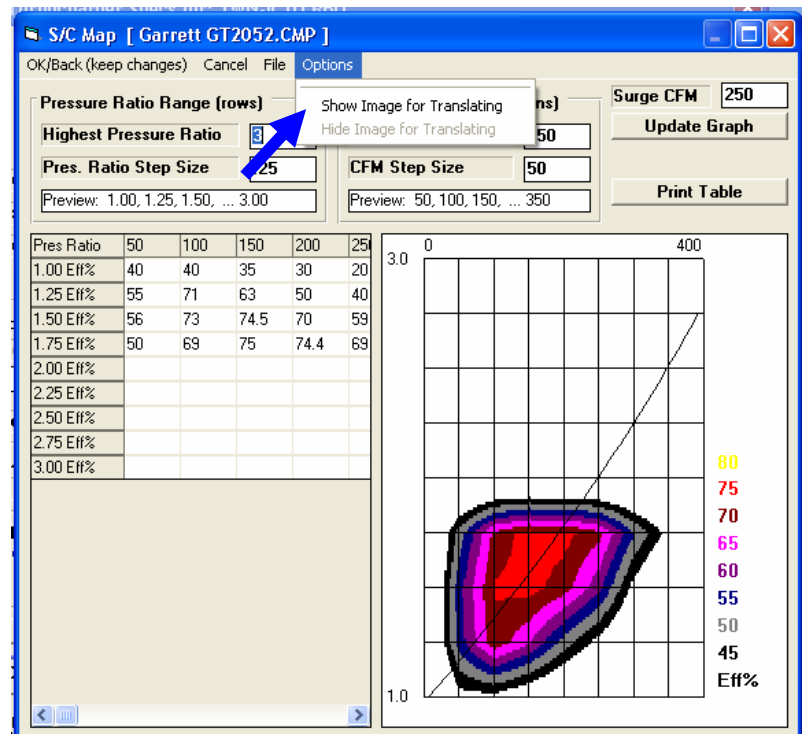 S/C Map [ Garrett GT2052.CMP ]
OK/Back (keep changes) Cancel File Options
Show Image for Translating
Hide Image for Translating
Pressure Ratio Range (rows)
Highest Pressure Ratio 3
Pres. Ratio Step Size
Preview: 1.00, 1.25, 1.50, ... 3.00
50
CFM Step Size 50
Preview: 50, 100, 150, ... 350
Surge CFM 250
Update Graph
Print Table
Pres Ratio 50 100 150 200
1.00 Eff% 40 40 35 30 20
1.25 Eff% 55 71 63 50 40
1.50 Eff% 56 73 74.5 70 59
1.75 Eff% 50 69 75 74.4 69
2.00 Eff%
2.25 Eff%
2.50 Eff%
2.75 Eff%
3.00 Eff%
0 400
3.0
80
75
70
65
60
55
50
45
Eff%
1.0